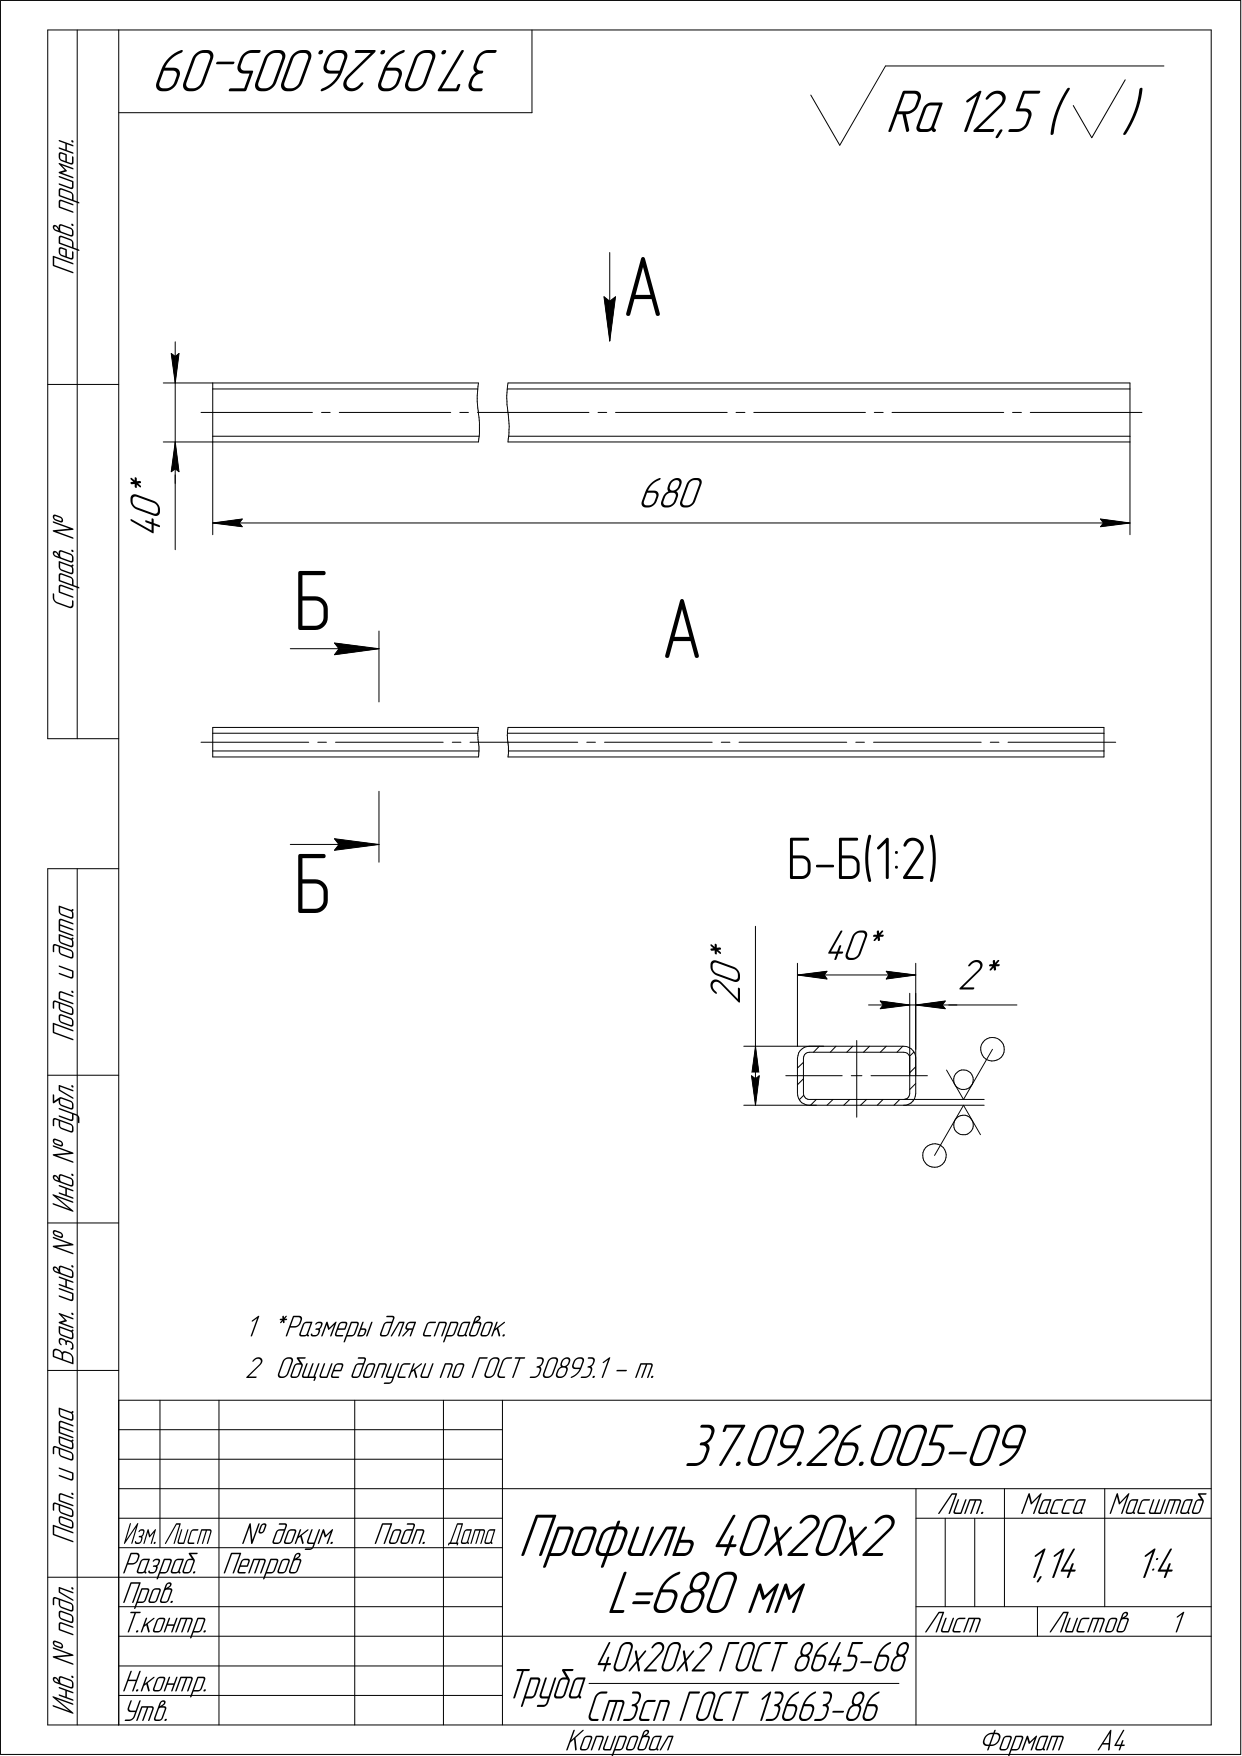 37.09.26.005-09
Ra 12,5 (√)
Перв. примен.
Справ. №
Подп. и дата
Инв. № дубл.
Взам. инв. №
Подп. и дата
Инв. № подл.
А
40*
680
Б
А
Б
Б-Б(1:2)
20*
40*
2*
1 *Размеры для справок.
2 Общие допуски по ГОСТ 30893.1 - m.
37.09.26.005-09
Лит. Масса Масштаб
Изм. Лист № докум. Подп. Дата
Разраб. Петров
Пров.
Т.контр.
Н.контр.
Утв.
Профиль 40x20x2
L=680 мм
1,14 1:4
Лист Листов 1
Труба 40x20x2 ГОСТ 8645-68
Ст3сп ГОСТ 13663-86
Копировал Формат А4